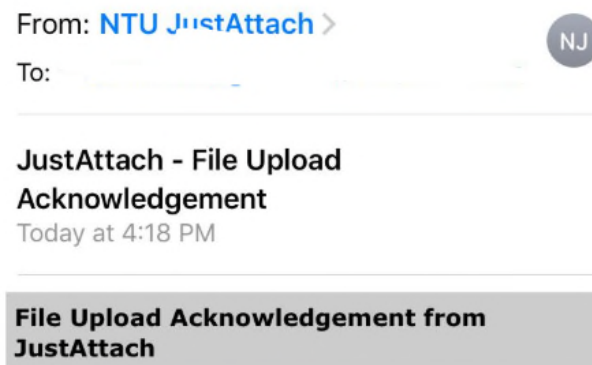 From: NTU JustAttach >
NJ
To:
JustAttach - File Upload
Acknowledgement
Today at 4:18 PM
File Upload Acknowledgement from
JustAttach